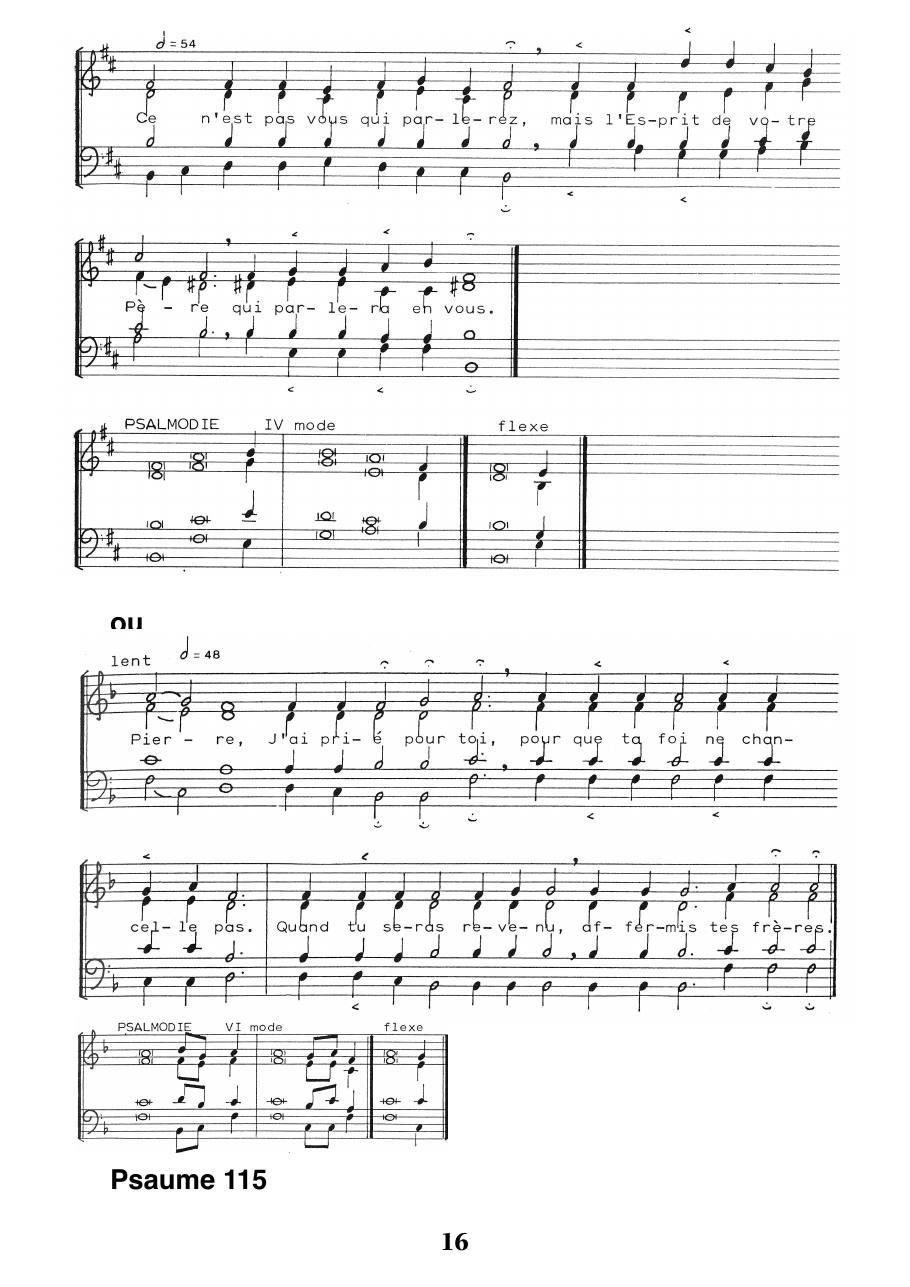 = 54
Ce n'est pas vous qui par-le-rez, mais l'Es-prit de vo-tre
Pè - re qui par-le-ra en vous.
PSALMODIE IV mode flexe
ou
lent = 48
Pier - re, J'ai pri-é pour toi, pour que ta foi ne chan-
cel-le pas. Quand tu se-ras re-ve-nu, af-fer-mis tes frè-res.
PSALMODIE VI mode flexe
Psaume 115
16